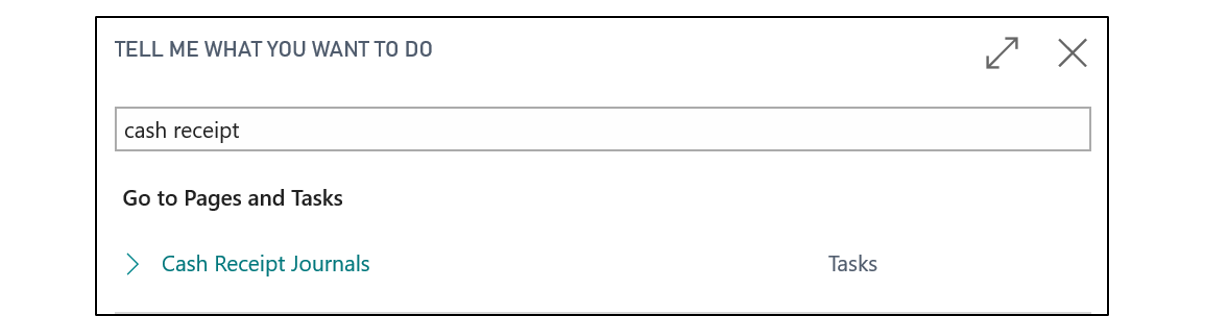 TELL ME WHAT YOU WANT TO DO
cash receipt
Go to Pages and Tasks
Cash Receipt Journals Tasks